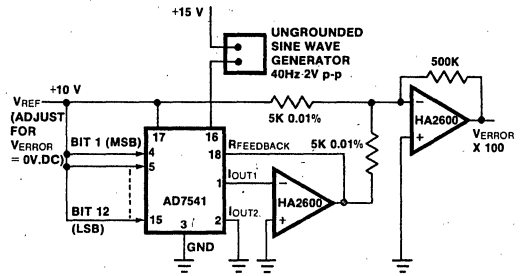 +15 V
UNGROUNDED
SINE WAVE
GENERATOR
40Hz 2V p-p
500K
+10 V
VREF
(ADJUST
FOR
VERROR
= 0V.DC)
5K 0.01%
HA2600
VERROR
X 100
BIT 1 (MSB)
17
16
4
5
18
RFEEDBACK
5K 0.01%
AD7541
1
IOUT1
HA2600
BIT 12
(LSB)
15
3
2
IOUT2
GND
−
+
−
+